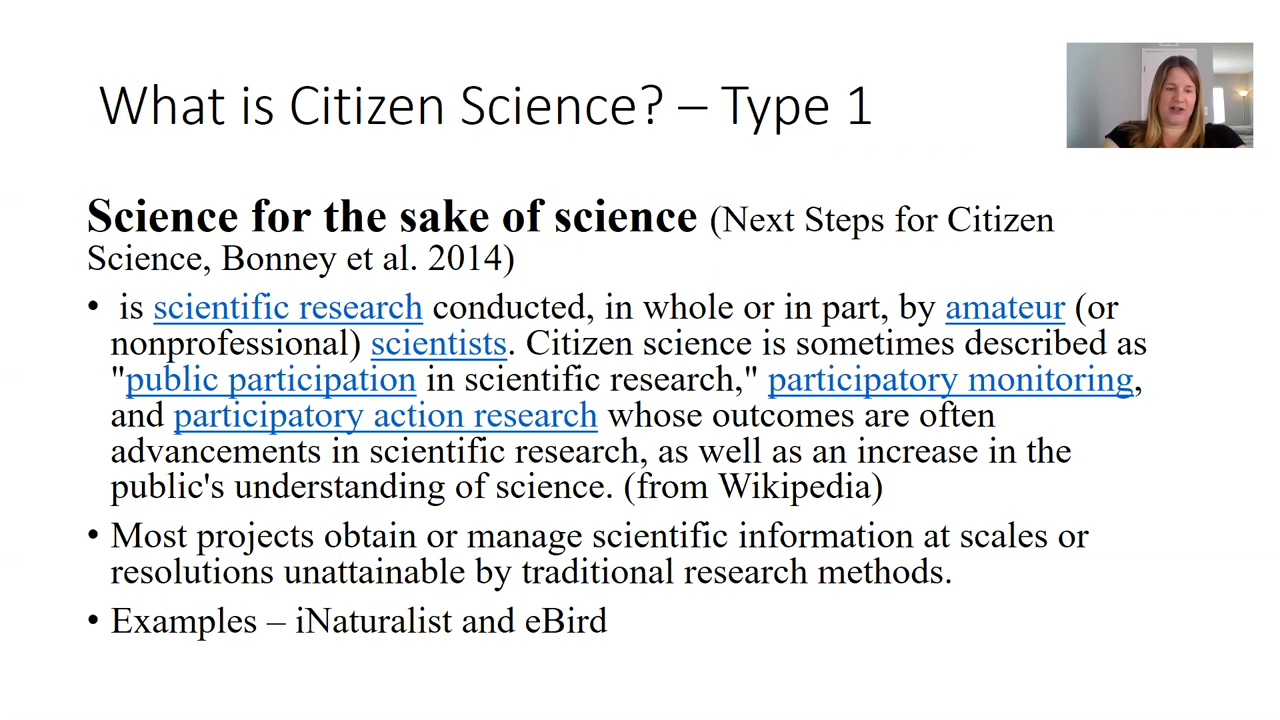 What is Citizen Science? – Type 1
Science for the sake of science (Next Steps for Citizen
Science, Bonney et al. 2014)
• is scientific research conducted, in whole or in part, by amateur (or
nonprofessional) scientists. Citizen science is sometimes described as
"public participation in scientific research," participatory monitoring,
and participatory action research whose outcomes are often
advancements in scientific research, as well as an increase in the
public's understanding of science. (from Wikipedia)
• Most projects obtain or manage scientific information at scales or
resolutions unattainable by traditional research methods.
• Examples – iNaturalist and eBird